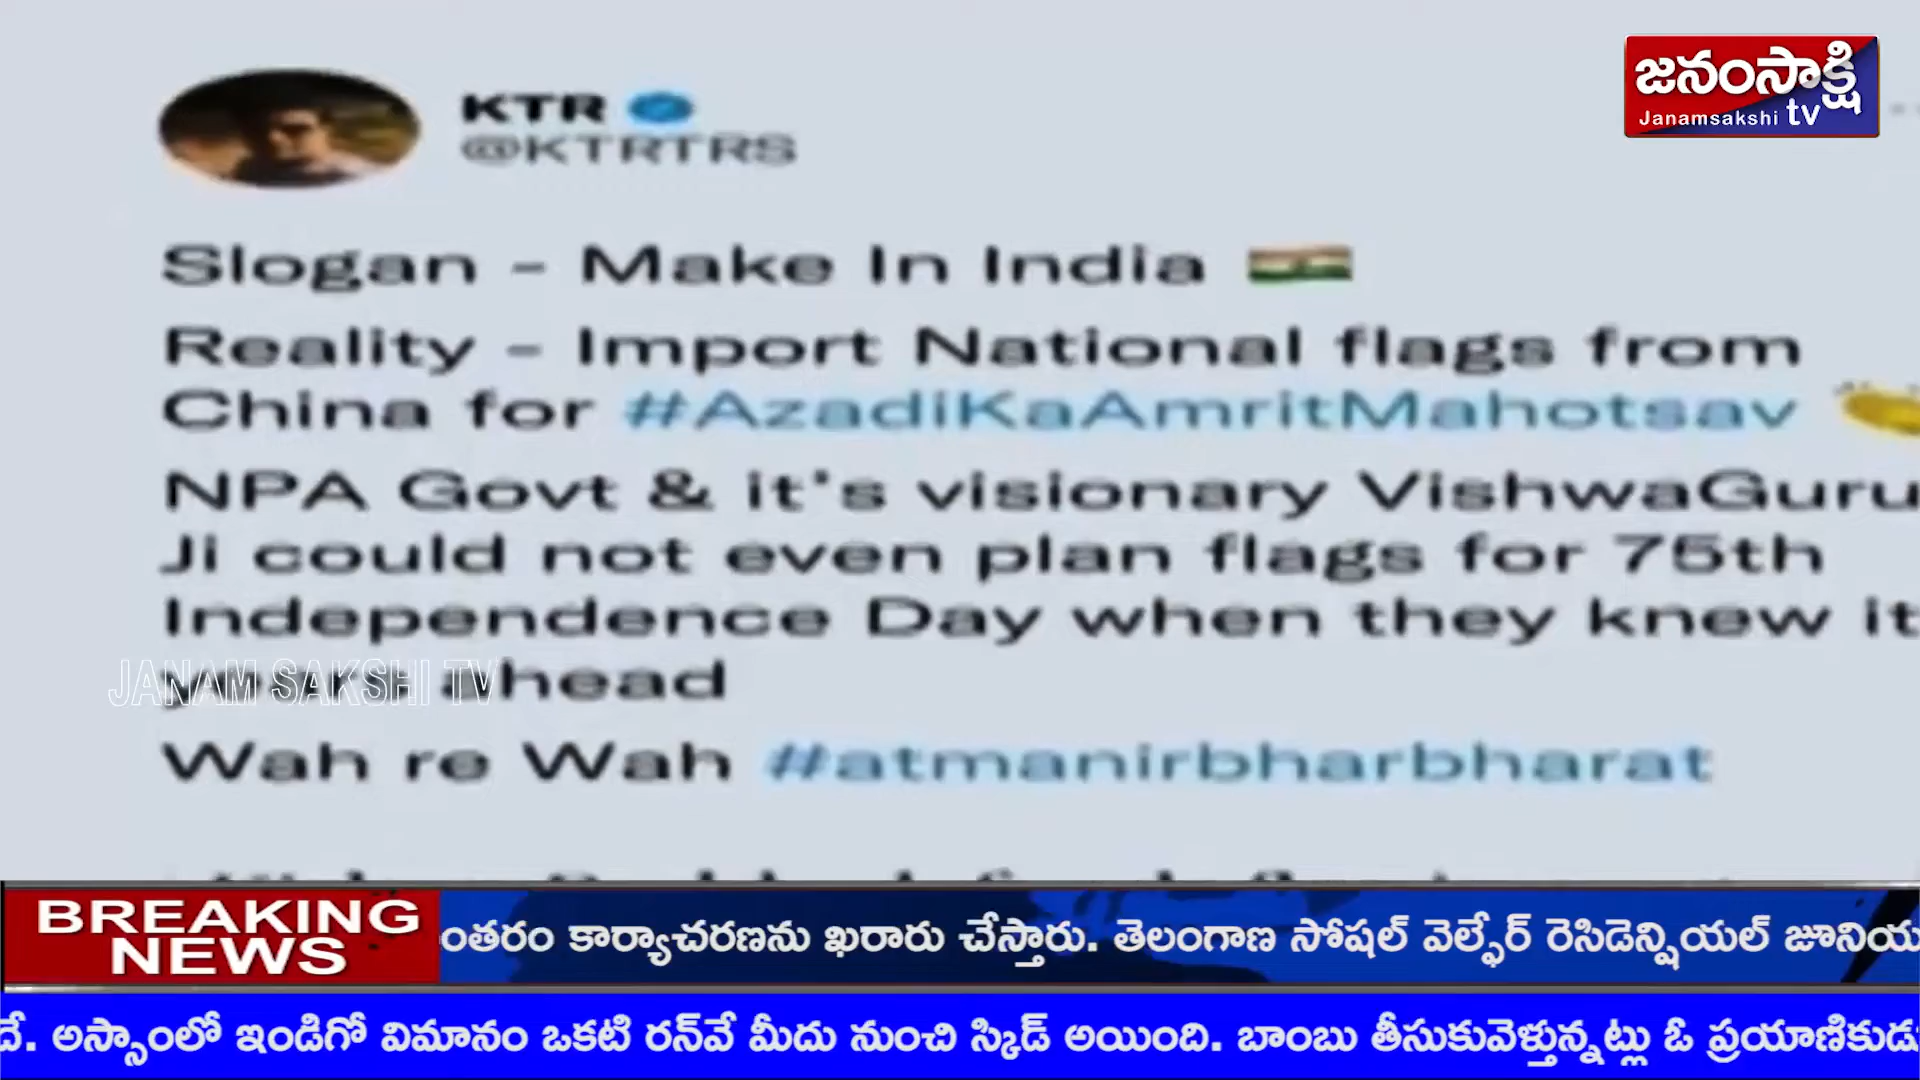 జనంసాక్షి
Janamsakshi tv
KTR
@KTRTRS
Slogan - Make In India
Reality - Import National flags from
China for #AzadiKaAmritMahotsav
NPA Govt & it's visionary VishwaGuru
Ji could not even plan flags for 75th
Independence Day when they knew it
years ahead
JANAM SAKSHI TV
Wah re Wah #atmanirbharbharat
BREAKING
NEWS
ంతరం కార్యాచరణను ఖరారు చేస్తారు. తెలంగాణ సోషల్ వెల్ఫేర్ రెసిడెన్షియల్ జూనియ
దే. అస్సాంలో ఇండిగో విమానం ఒకటి రన్‌వే మీదు నుంచి స్కిడ్ అయింది. బాంబు తీసుకువెళ్తున్నట్లు ఓ ప్రయాణికుడు